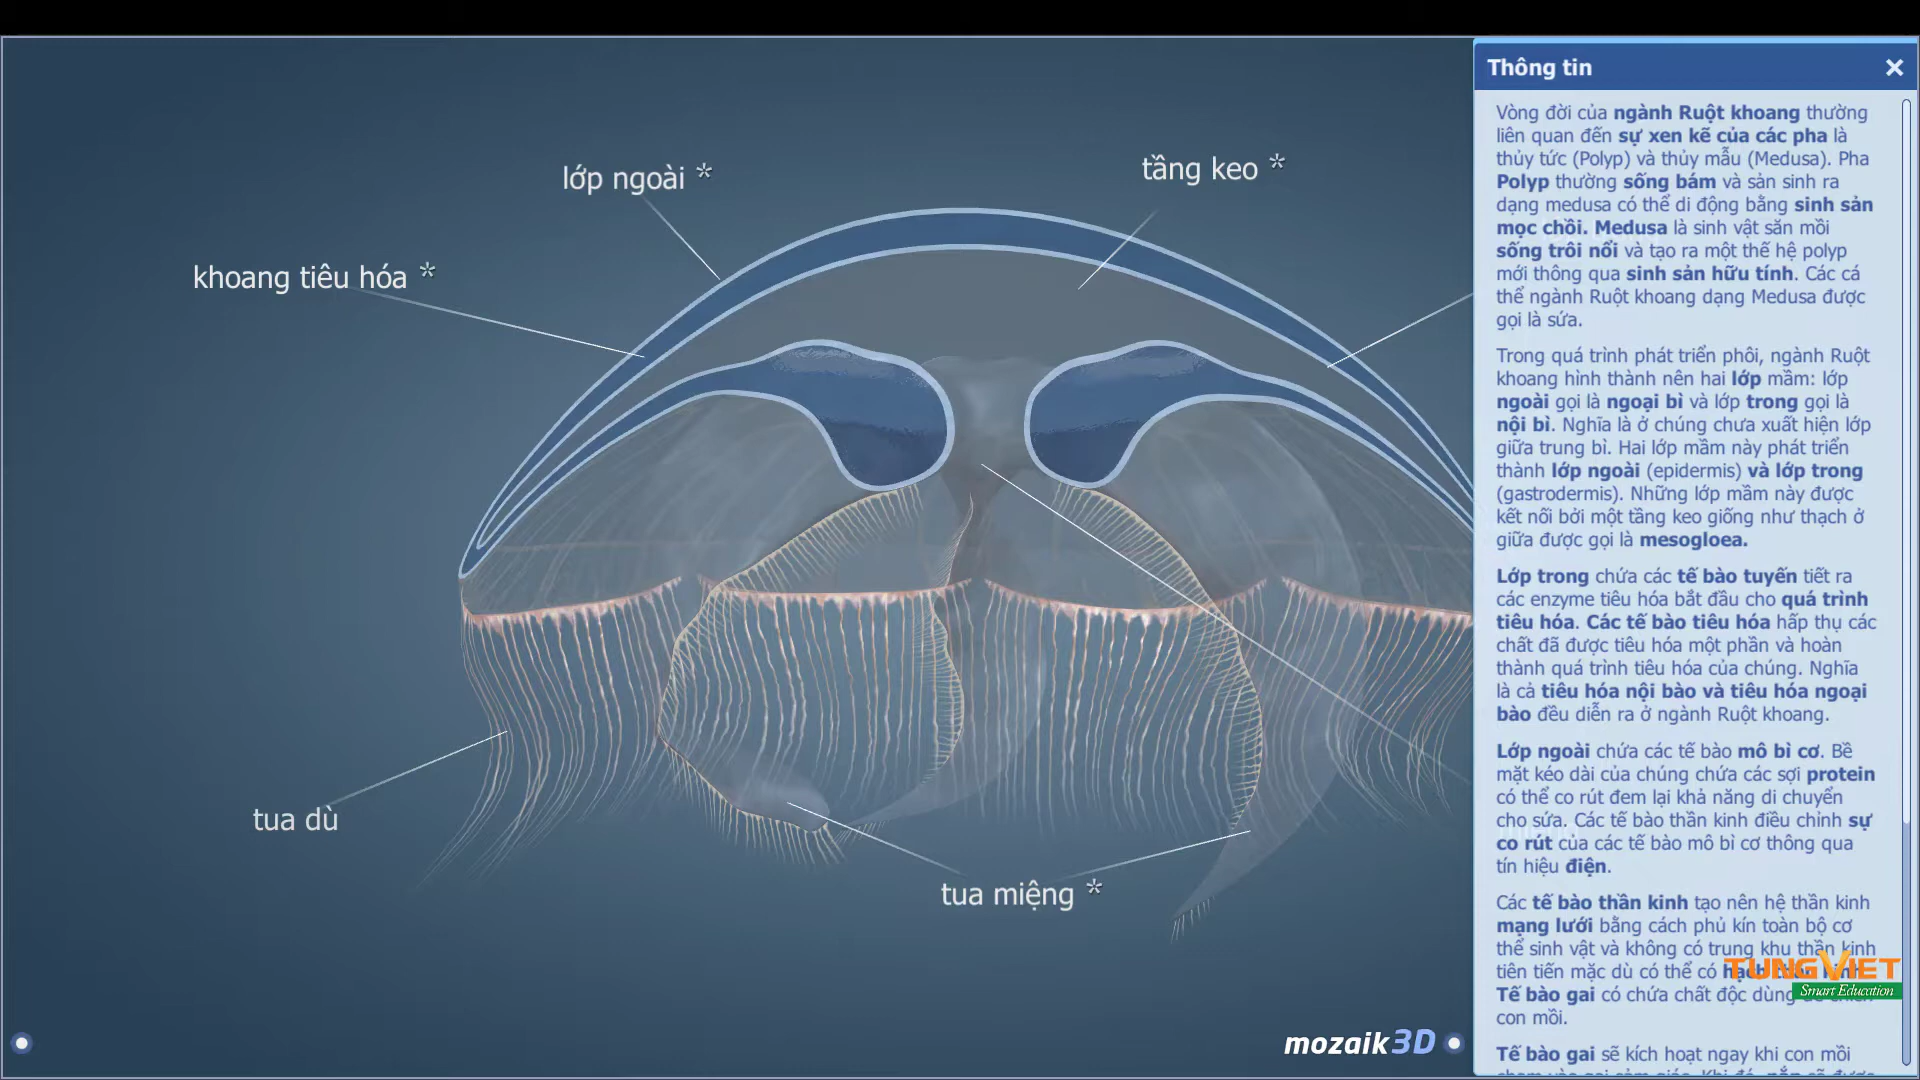 lớp ngoài *
tầng keo *
khoang tiêu hóa *
tua dù
tua miệng *
mozaik3D
Thông tin
Vòng đời của ngành Ruột khoang thường
liên quan đến sự xen kẽ của các pha là
thủy tức (Polyp) và thủy mẫu (Medusa). Pha
Polyp thường sống bám và sản sinh ra
dạng medusa có thể di động bằng sinh sản
mọc chồi. Medusa là sinh vật săn mồi
sống trôi nổi và tạo ra một thế hệ polyp
mới thông qua sinh sản hữu tính. Các cá
thể ngành Ruột khoang dạng Medusa được
gọi là sứa.
Trong quá trình phát triển phôi, ngành Ruột
khoang hình thành nên hai lớp mầm: lớp
ngoài gọi là ngoại bì và lớp trong gọi là
nội bì. Nghĩa là ở chúng chưa xuất hiện lớp
giữa trung bì. Hai lớp mầm này phát triển
thành lớp ngoài (epidermis) và lớp trong
(gastrodermis). Những lớp mầm này được
kết nối bởi một tầng keo giống như thạch ở
giữa được gọi là mesogloea.
Lớp trong chứa các tế bào tuyến tiết ra
các enzyme tiêu hóa bắt đầu cho quá trình
tiêu hóa. Các tế bào tiêu hóa hấp thụ các
chất đã được tiêu hóa một phần và hoàn
thành quá trình tiêu hóa của chúng. Nghĩa
là cả tiêu hóa nội bào và tiêu hóa ngoại
bào đều diễn ra ở ngành Ruột khoang.
Lớp ngoài chứa các tế bào mô bì cơ. Bề
mặt kéo dài của chúng chứa các sợi protein
có thể co rút đem lại khả năng di chuyển
cho sứa. Các tế bào thần kinh điều chỉnh sự
co rút của các tế bào mô bì cơ thông qua
tín hiệu điện.
Các tế bào thần kinh tạo nên hệ thần kinh
mạng lưới bằng cách phủ kín toàn bộ cơ
thể sinh vật và không có trung khu thần kinh
tiên tiến mặc dù có thể có
Tế bào gai có chứa chất độc dùng
con mồi.
Tế bào gai sẽ kích hoạt ngay khi con mồi
TUNGVIET
Smart Education